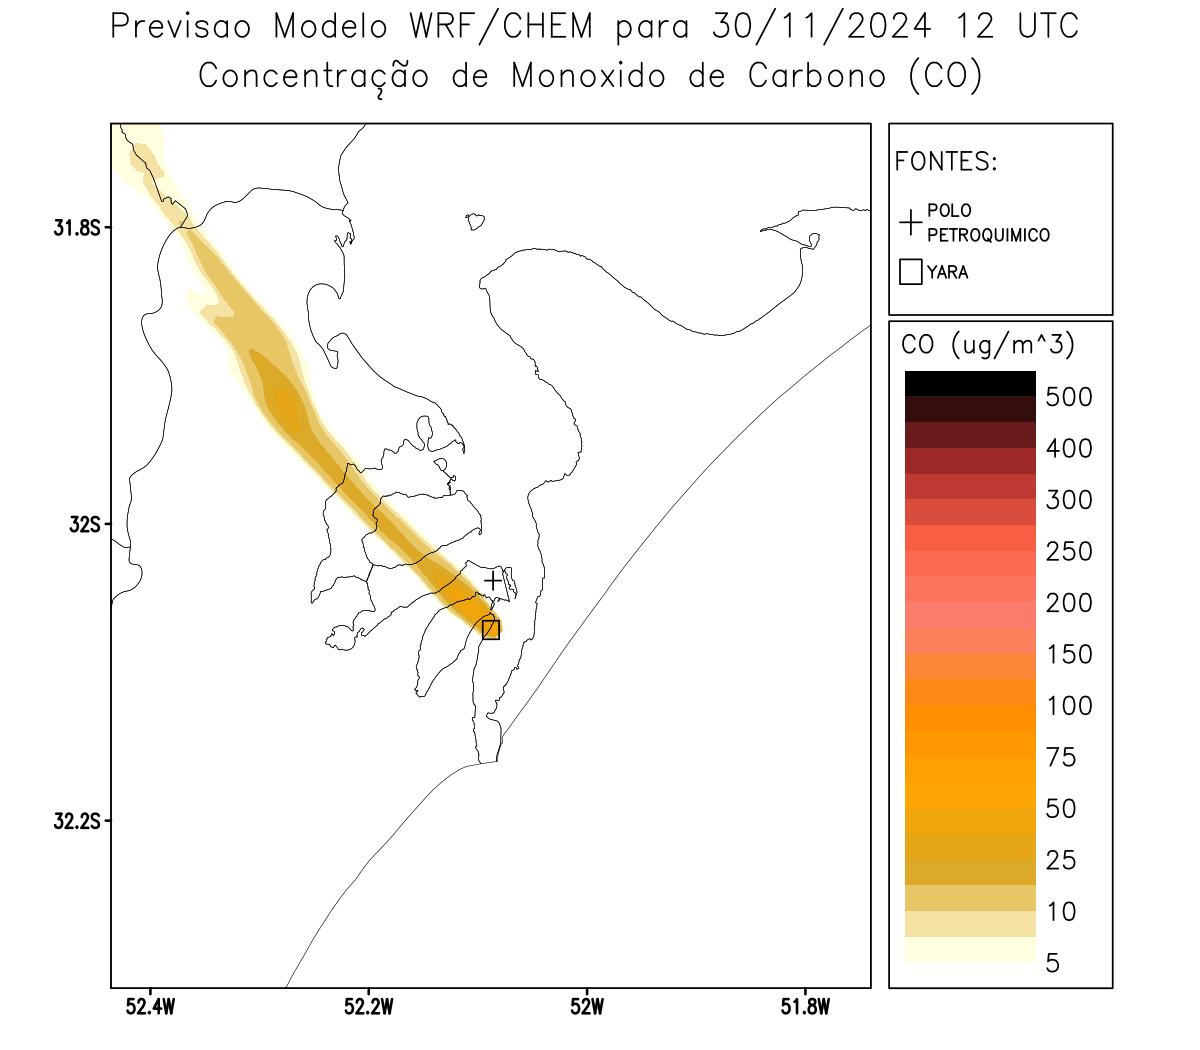 Previsao Modelo WRF/CHEM para 30/11/2024 12 UTC
Concentração de Monoxido de Carbono (CO)
FONTES:
POLO
PETROQUIMICO
YARA
CO (ug/m^3)
500
400
300
250
200
150
100
75
50
25
10
5
31.8S
32S
32.2S
52.4W
52.2W
52W
51.8W